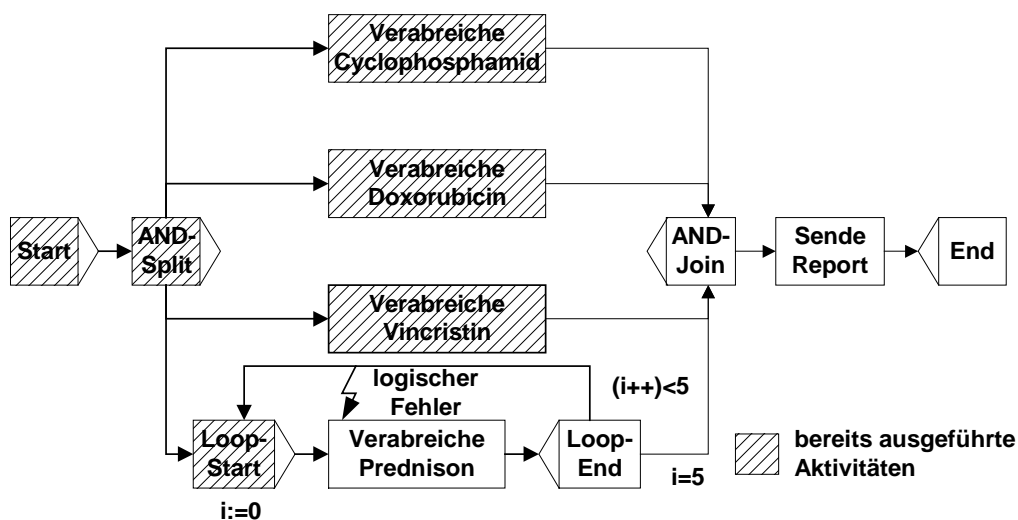 Verabreiche
Cyclophosphamid
Verabreiche
Doxorubicin
Start
AND-
Split
AND-
Join
Sende
Report
End
Verabreiche
Vincristin
logischer
Fehler
(i++)<5
Loop-
Start
Verabreiche
Prednison
Loop-
End
i=5
i:=0
bereits ausgeführte
Aktivitäten